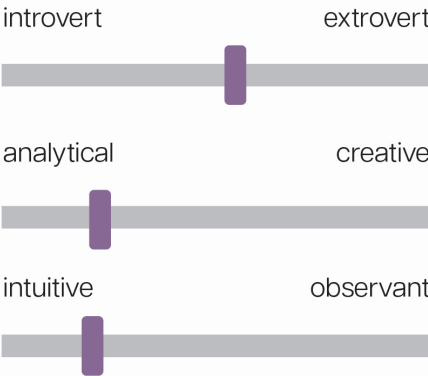 introvert extrovert
analytical creative
intuitive observant